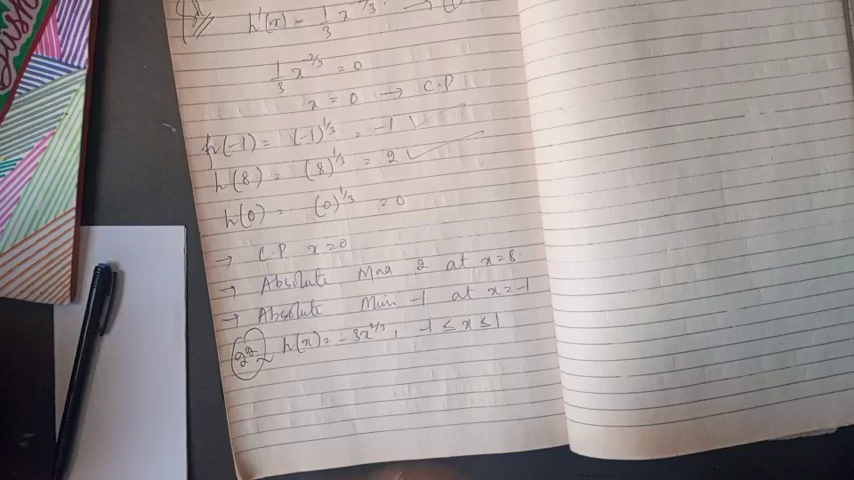 h'(x) = 1/3 x^-2/3
1/3 x^-2/3 = 0
x = 0 → C.P
h(-1) = (-1)^1/3 = -1 ✓
h(8) = (8)^1/3 = 2 ✓
h(0) = (0)^1/3 = 0
→ C.P x=0
→ Absolute Max 2 at x=8.
→ Absolute Min -1 at x=-1
22 h(x) = -3x^2/3, -1 ≤ x ≤ 1